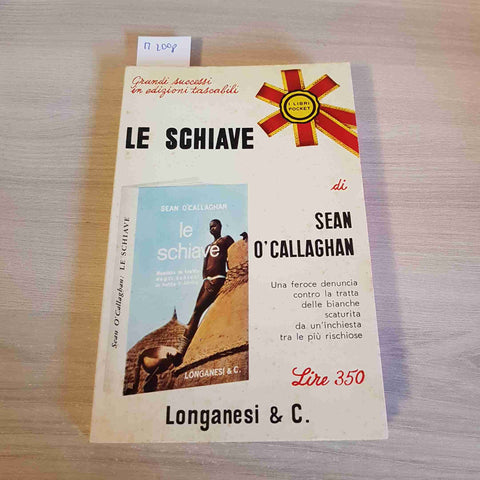 Grandi successi
in edizioni tascabili
I LIBRI
POCKET
LE SCHIAVE
di
SEAN
O'CALLAGHAN
Una feroce denuncia
contro la tratta
delle bianche
scaturita
da un'inchiesta
tra le più rischiose
Sean O'Callaghan: LE SCHIAVE
SEAN O'CALLAGHAN
le
schiave
LONGANESI & C.
Lire 350
Longanesi & C.